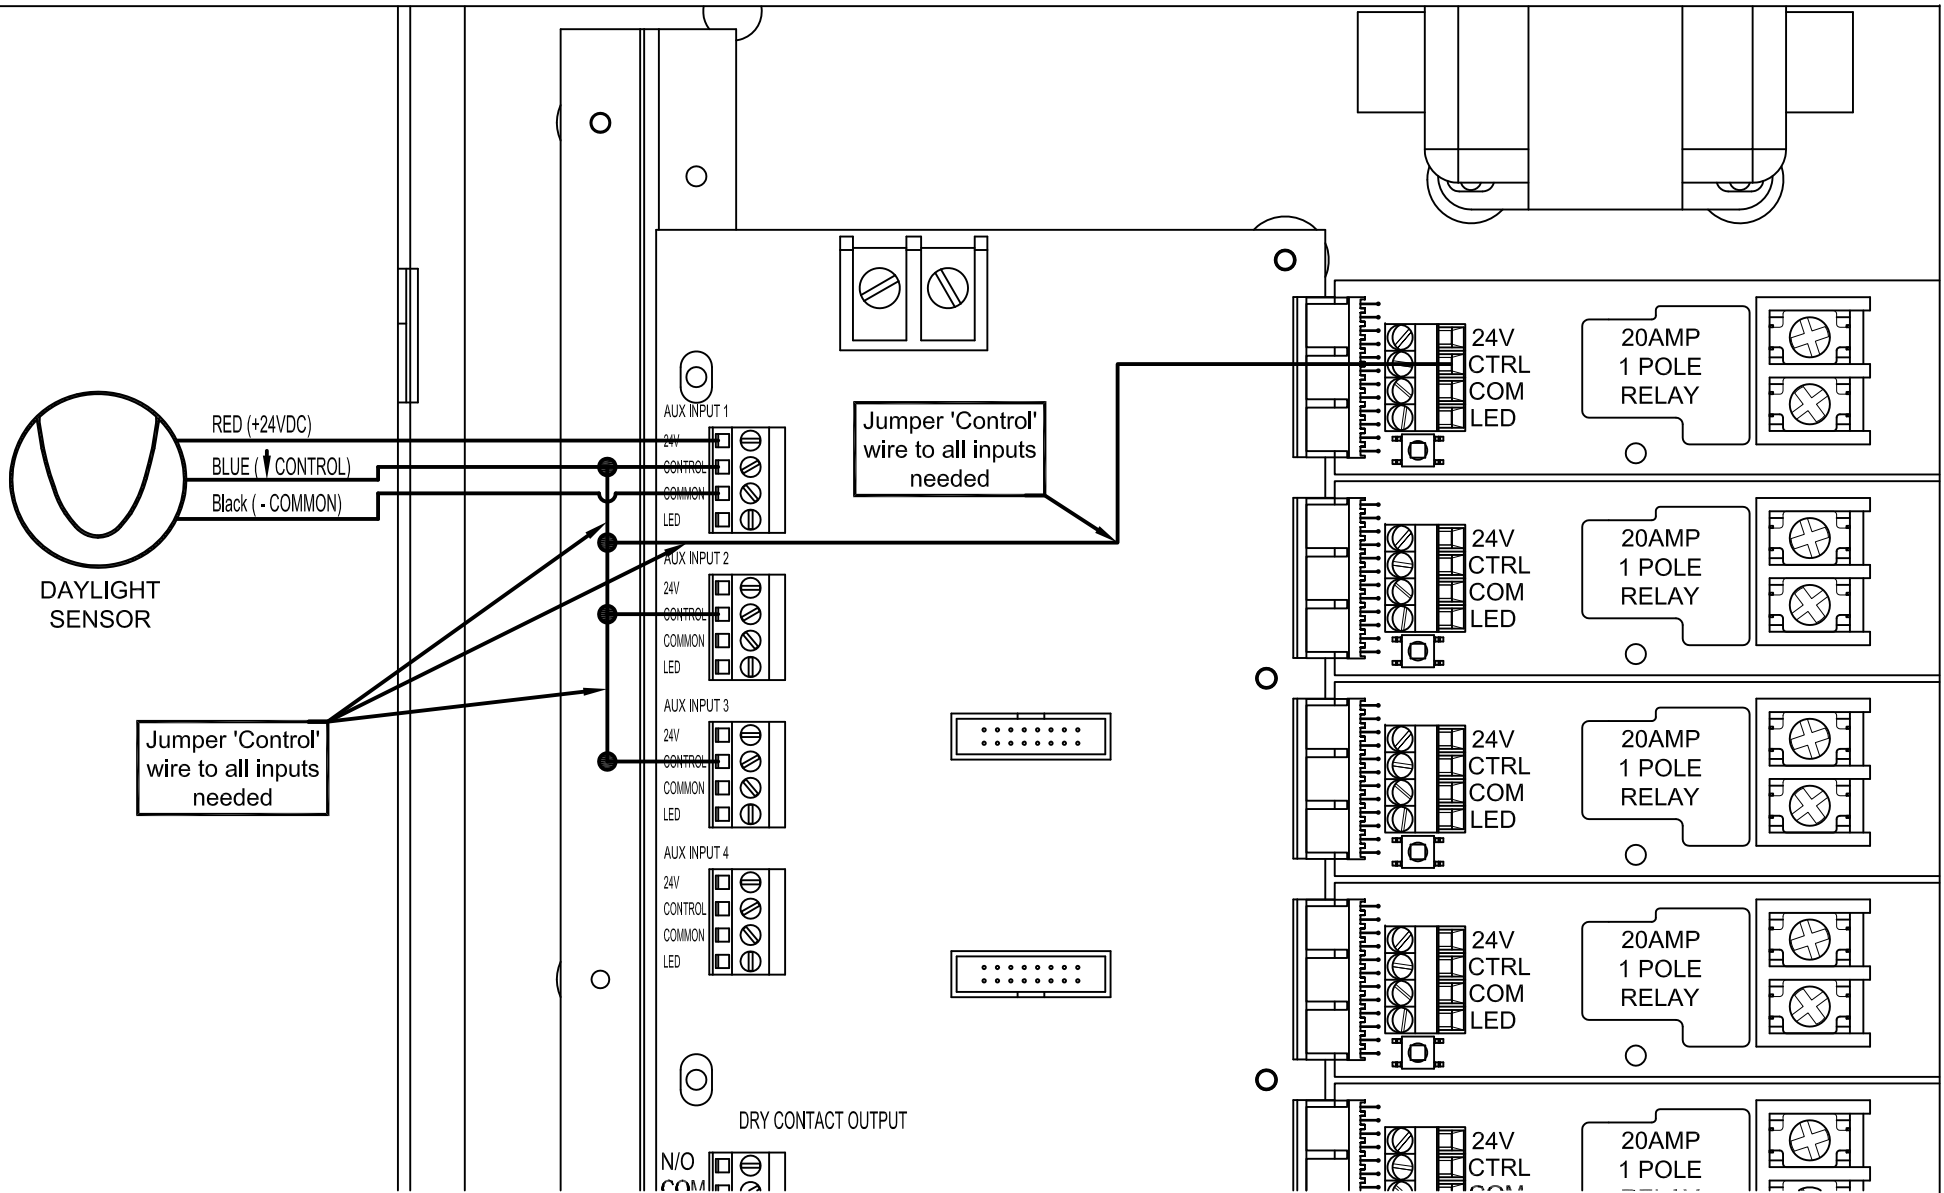 RED (+24VDC)
BLUE ( CONTROL)
Black ( - COMMON)
DAYLIGHT
SENSOR
Jumper 'Control'
wire to all inputs
needed
AUX INPUT 1
24V
CONTROL
COMMON
LED
AUX INPUT 2
24V
CONTROL
COMMON
LED
AUX INPUT 3
24V
CONTROL
COMMON
LED
AUX INPUT 4
24V
CONTROL
COMMON
LED
DRY CONTACT OUTPUT
N/O
COM
Jumper 'Control'
wire to all inputs
needed
24V
CTRL
COM
LED
20AMP
1 POLE
RELAY
24V
CTRL
COM
LED
20AMP
1 POLE
RELAY
24V
CTRL
COM
LED
20AMP
1 POLE
RELAY
24V
CTRL
COM
LED
20AMP
1 POLE
RELAY
24V
CTRL
COM
20AMP
1 POLE